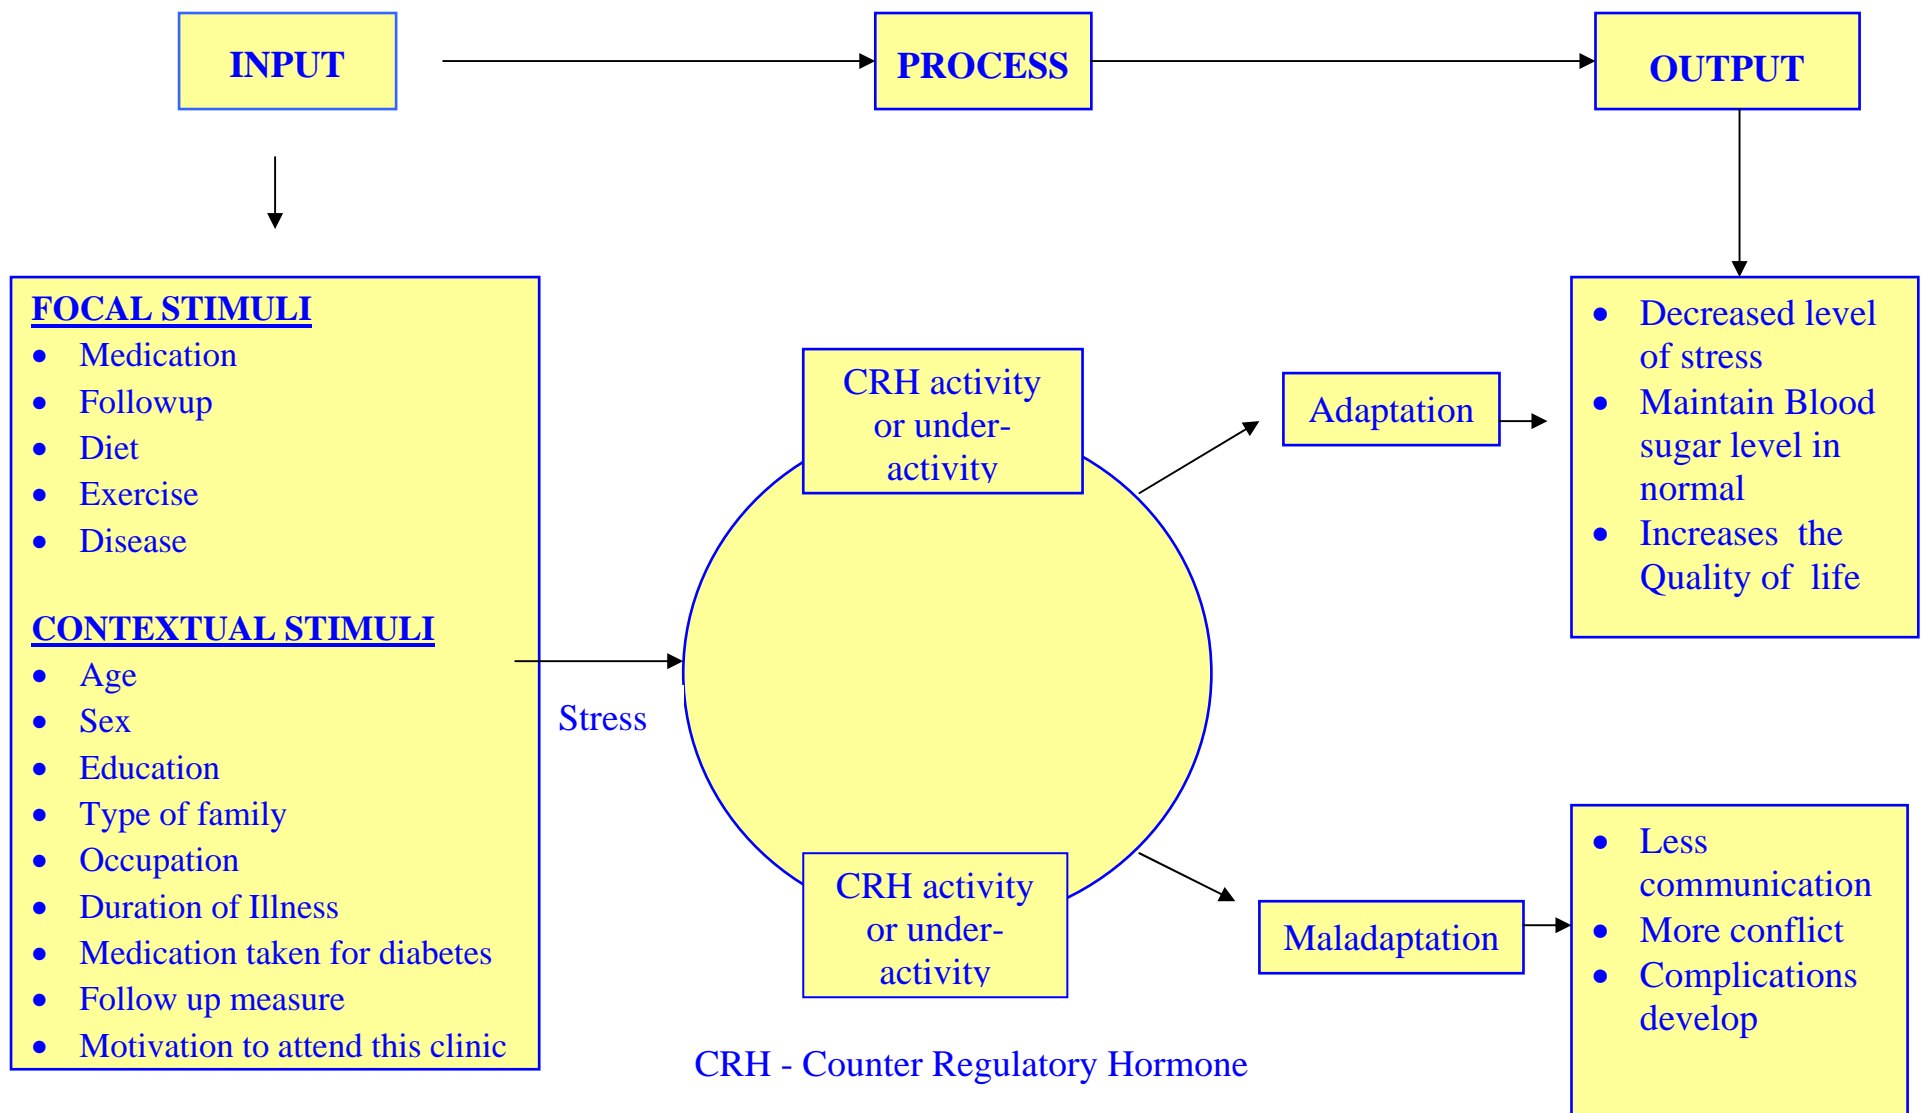 INPUT
PROCESS
OUTPUT
FOCAL STIMULI
• Medication
• Followup
• Diet
• Exercise
• Disease
CONTEXTUAL STIMULI
• Age
• Sex
• Education
• Type of family
• Occupation
• Duration of Illness
• Medication taken for diabetes
• Follow up measure
• Motivation to attend this clinic
Stress
CRH activity
or under-
activity
CRH activity
or under-
activity
CRH - Counter Regulatory Hormone
Adaptation
Maladaptation
• Decreased level
of stress
• Maintain Blood
sugar level in
normal
• Increases the
Quality of life
• Less
communication
• More conflict
• Complications
develop